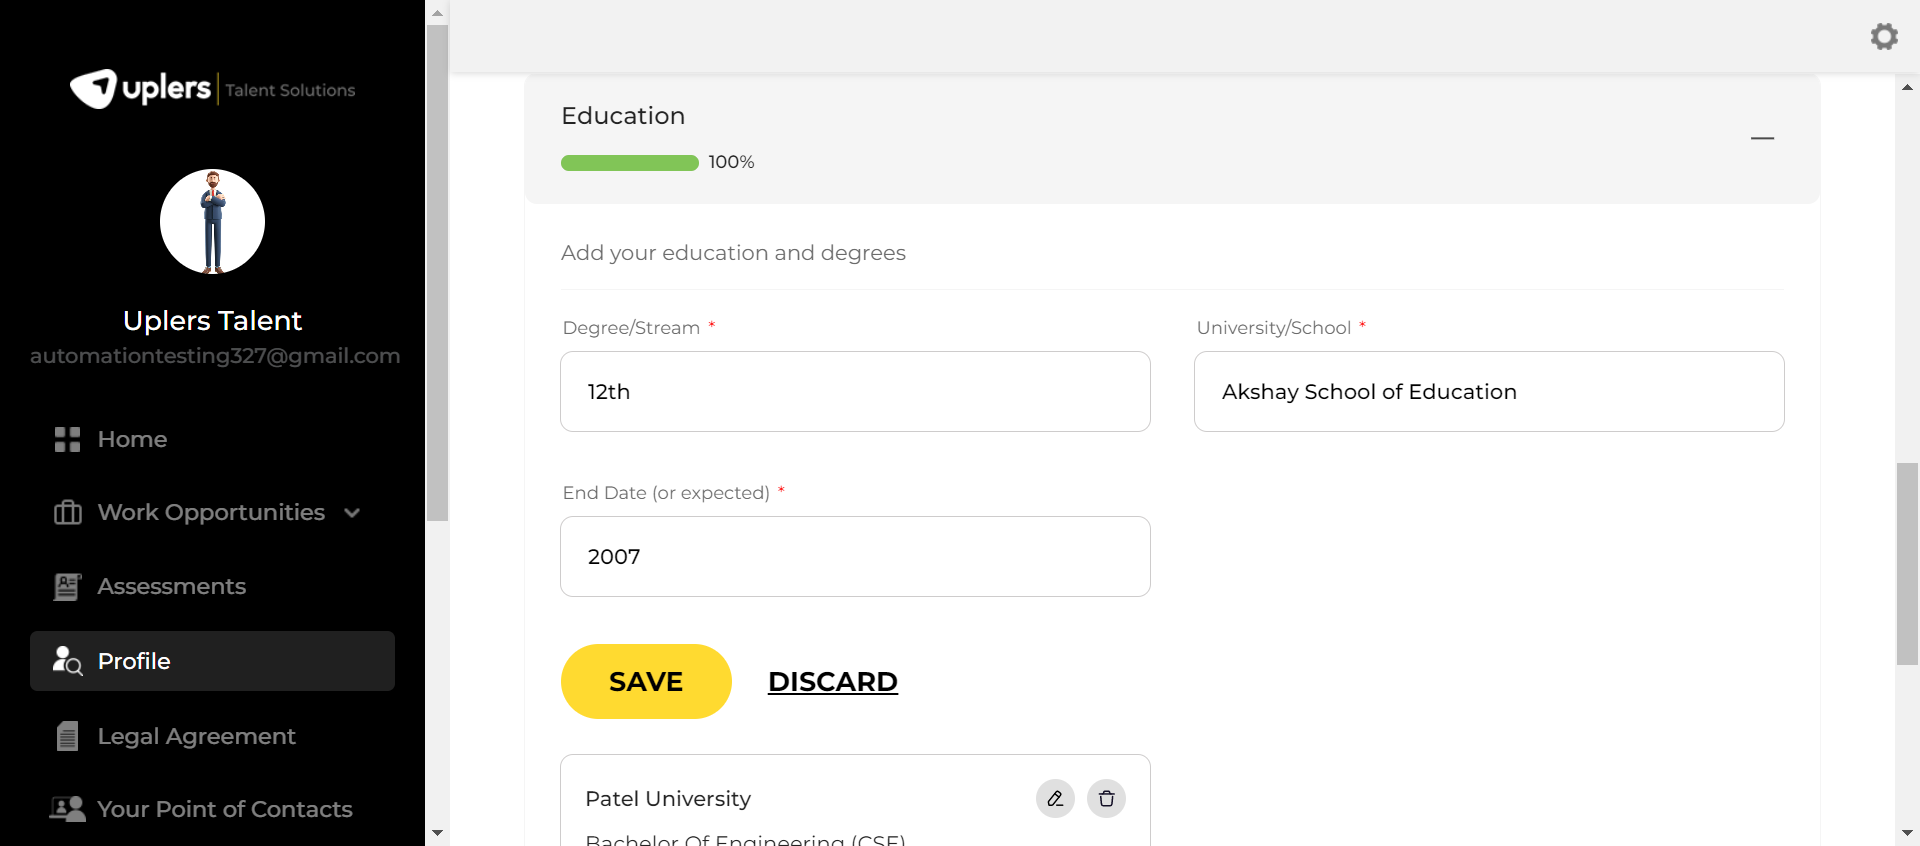 uplers Talent Solutions
Uplers Talent
automationtesting327@gmail.com
Home
Work Opportunities
Assessments
Profile
Legal Agreement
Your Point of Contacts
Education
100%
Add your education and degrees
Degree/Stream * University/School *
12th Akshay School of Education
End Date (or expected) *
2007
SAVE DISCARD
Patel University
Bachelor Of Engineering (CSE)